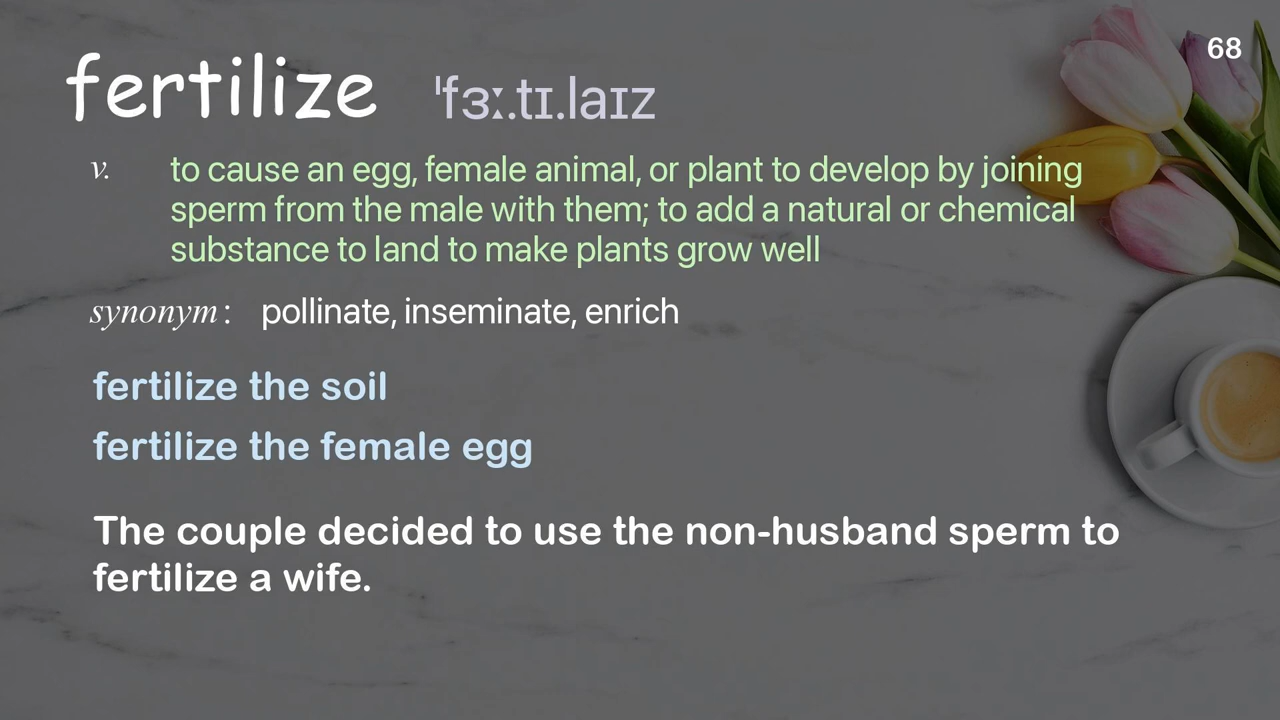 68
fertilize ˈfɜː.tɪ.laɪz
v. to cause an egg, female animal, or plant to develop by joining
sperm from the male with them; to add a natural or chemical
substance to land to make plants grow well
synonym : pollinate, inseminate, enrich
fertilize the soil
fertilize the female egg
The couple decided to use the non-husband sperm to
fertilize a wife.